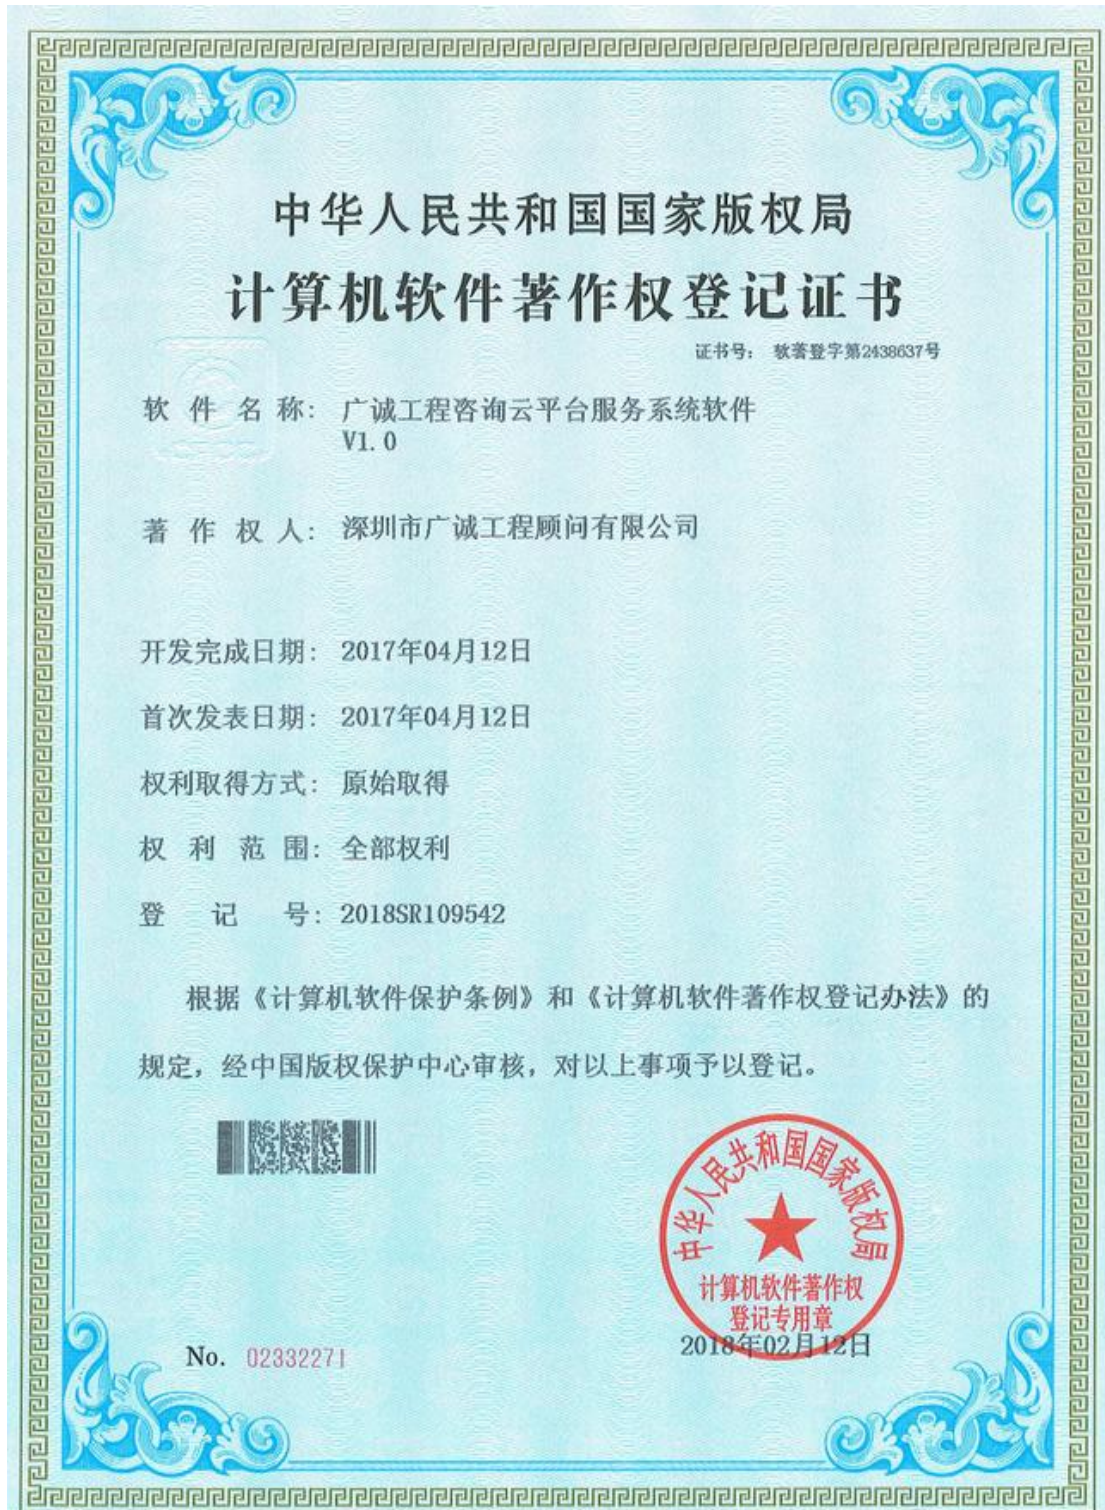 中华人民共和国国家版权局
计算机软件著作权登记证书
证书号： 软著登字第2438637号
软件名称： 广诚工程咨询云平台服务系统软件
V1.0
著作权人： 深圳市广诚工程顾问有限公司
开发完成日期： 2017年04月12日
首次发表日期： 2017年04月12日
权利取得方式： 原始取得
权利范围： 全部权利
登记号： 2018SR109542
根据《计算机软件保护条例》和《计算机软件著作权登记办法》的
规定，经中国版权保护中心审核，对以上事项予以登记。
中华人民共和国国家版权局
计算机软件著作权
登记专用章
2018年02月12日
No. 02332271